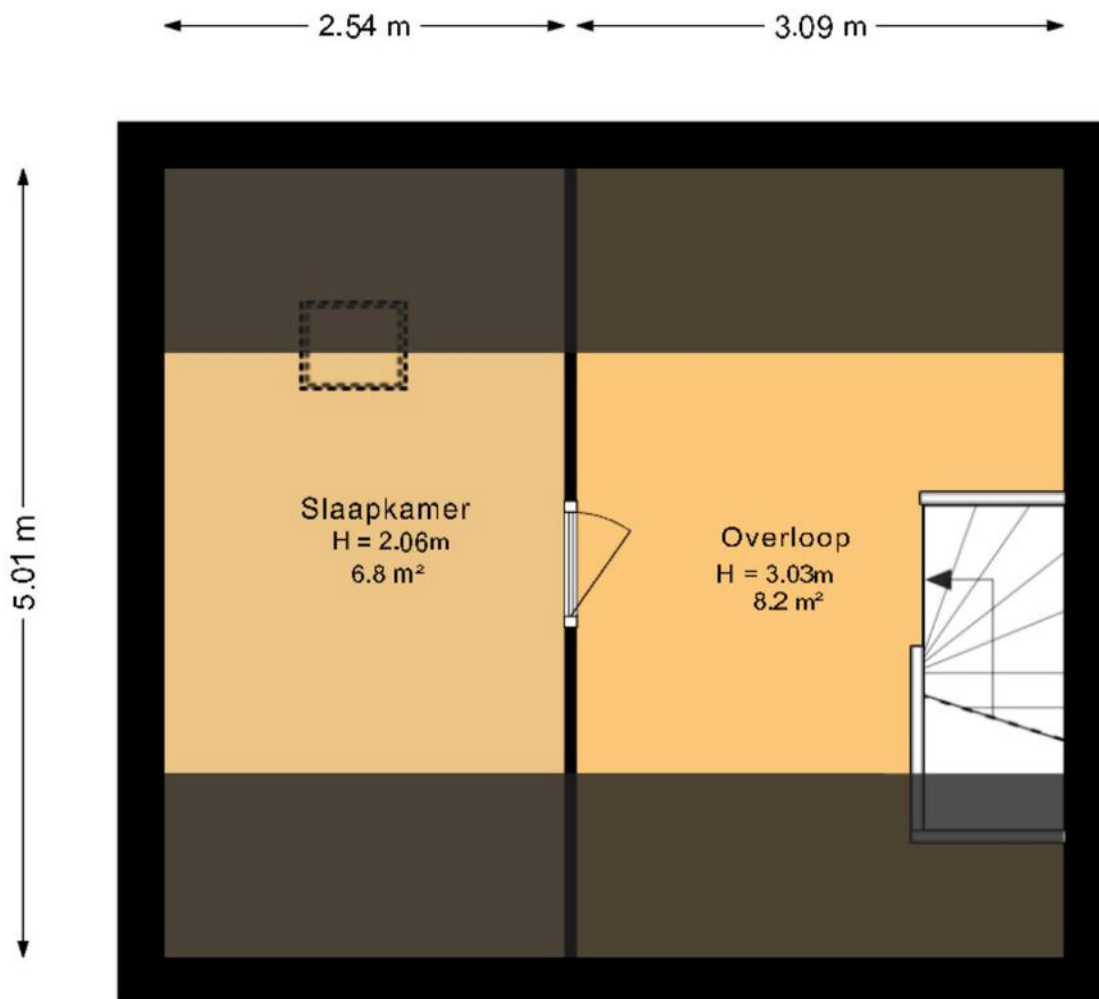 2.54 m
3.09 m
5.01 m
Slaapkamer
H = 2.06m
6.8 m²
Overloop
H = 3.03m
8.2 m²